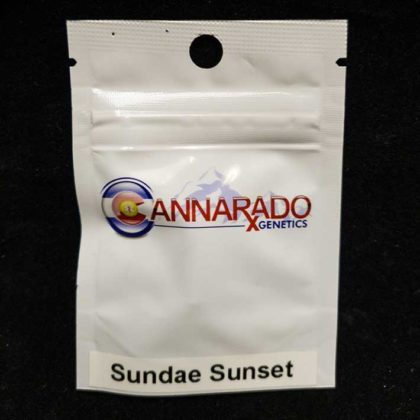 CANNARADO
X GENETICS
Sundae Sunset